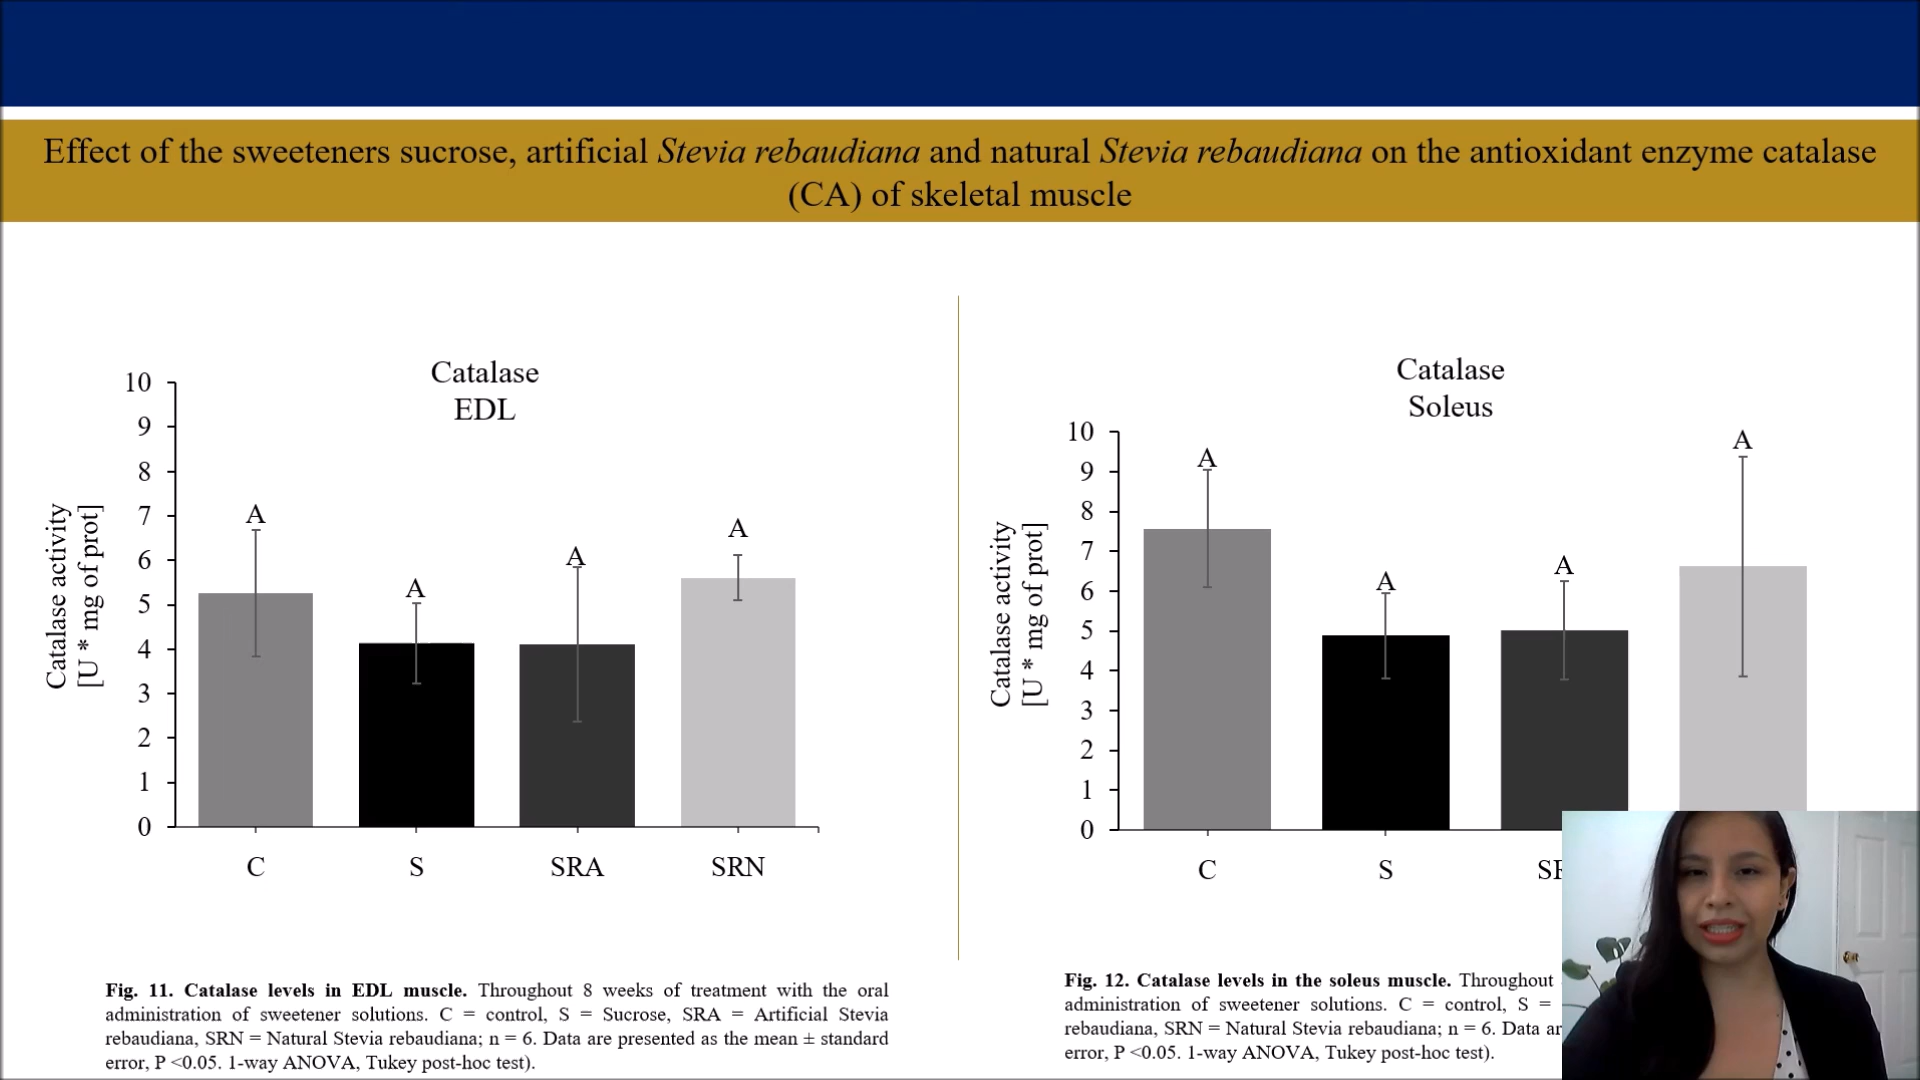 Effect of the sweeteners sucrose, artificial Stevia rebaudiana and natural Stevia rebaudiana on the antioxidant enzyme catalase
(CA) of skeletal muscle
Catalase
EDL
10
9
8
7
6
5
4
3
2
1
0
Catalase activity
[U * mg of prot]
A
A
A
A
C
S
SRA
SRN
Fig. 11. Catalase levels in EDL muscle. Throughout 8 weeks of treatment with the oral
administration of sweetener solutions. C = control, S = Sucrose, SRA = Artificial Stevia
rebaudiana, SRN = Natural Stevia rebaudiana; n = 6. Data are presented as the mean ± standard
error, P <0.05. 1-way ANOVA, Tukey post-hoc test).
Catalase
Soleus
10
9
8
7
6
5
4
3
2
1
0
Catalase activity
[U * mg of prot]
A
A
A
A
C
S
Fig. 12. Catalase levels in the soleus muscle. Throughout
administration of sweetener solutions. C = control, S =
rebaudiana, SRN = Natural Stevia rebaudiana; n = 6. Data ar
error, P <0.05. 1-way ANOVA, Tukey post-hoc test).